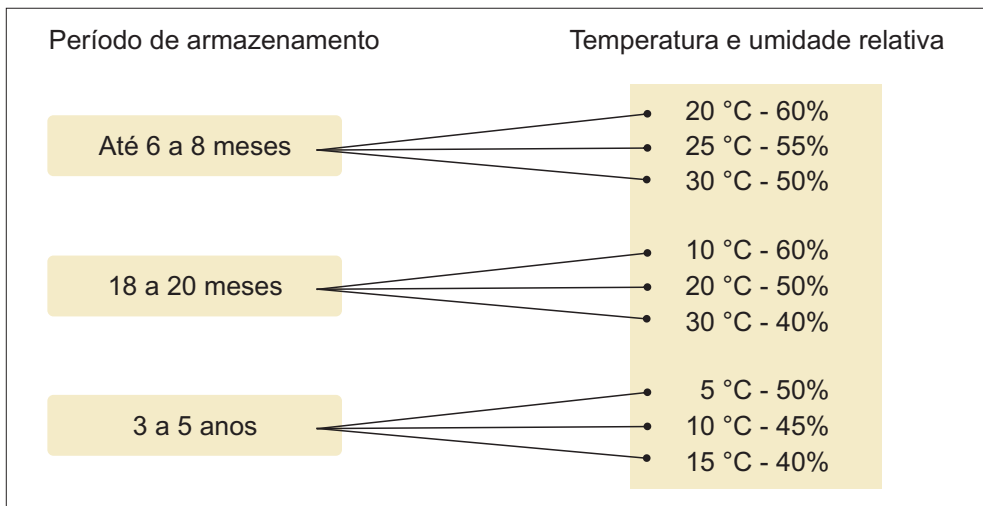 Período de armazenamento
Temperatura e umidade relativa
Até 6 a 8 meses
20 °C - 60%
25 °C - 55%
30 °C - 50%
18 a 20 meses
10 °C - 60%
20 °C - 50%
30 °C - 40%
3 a 5 anos
5 °C - 50%
10 °C - 45%
15 °C - 40%